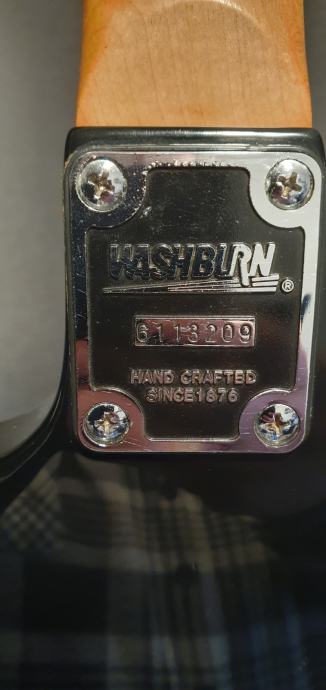 WASHBURN®
6113209
HAND CRAFTED
SINCE1876